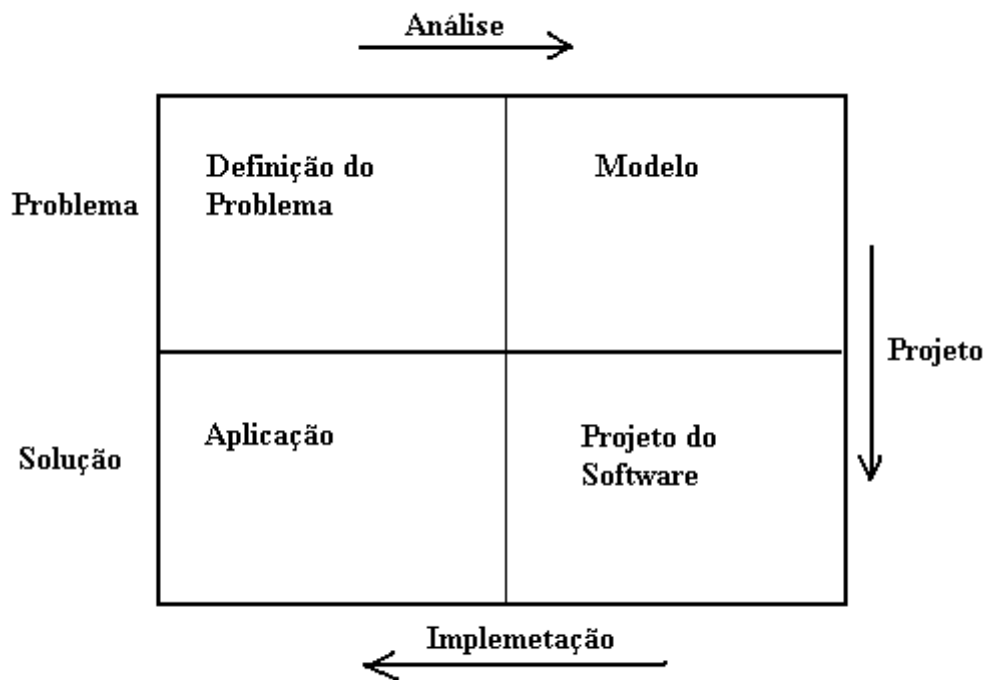 Análise
Definição do
Problema
Modelo
Problema
Projeto
Aplicação
Projeto do
Software
Solução
Implemetação